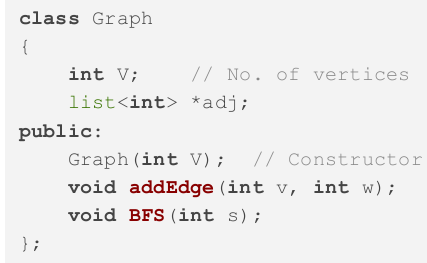 class Graph
{
    int V;    // No. of vertices
    list<int> *adj;
public:
    Graph(int V);  // Constructor
    void addEdge(int v, int w);
    void BFS(int s);
};